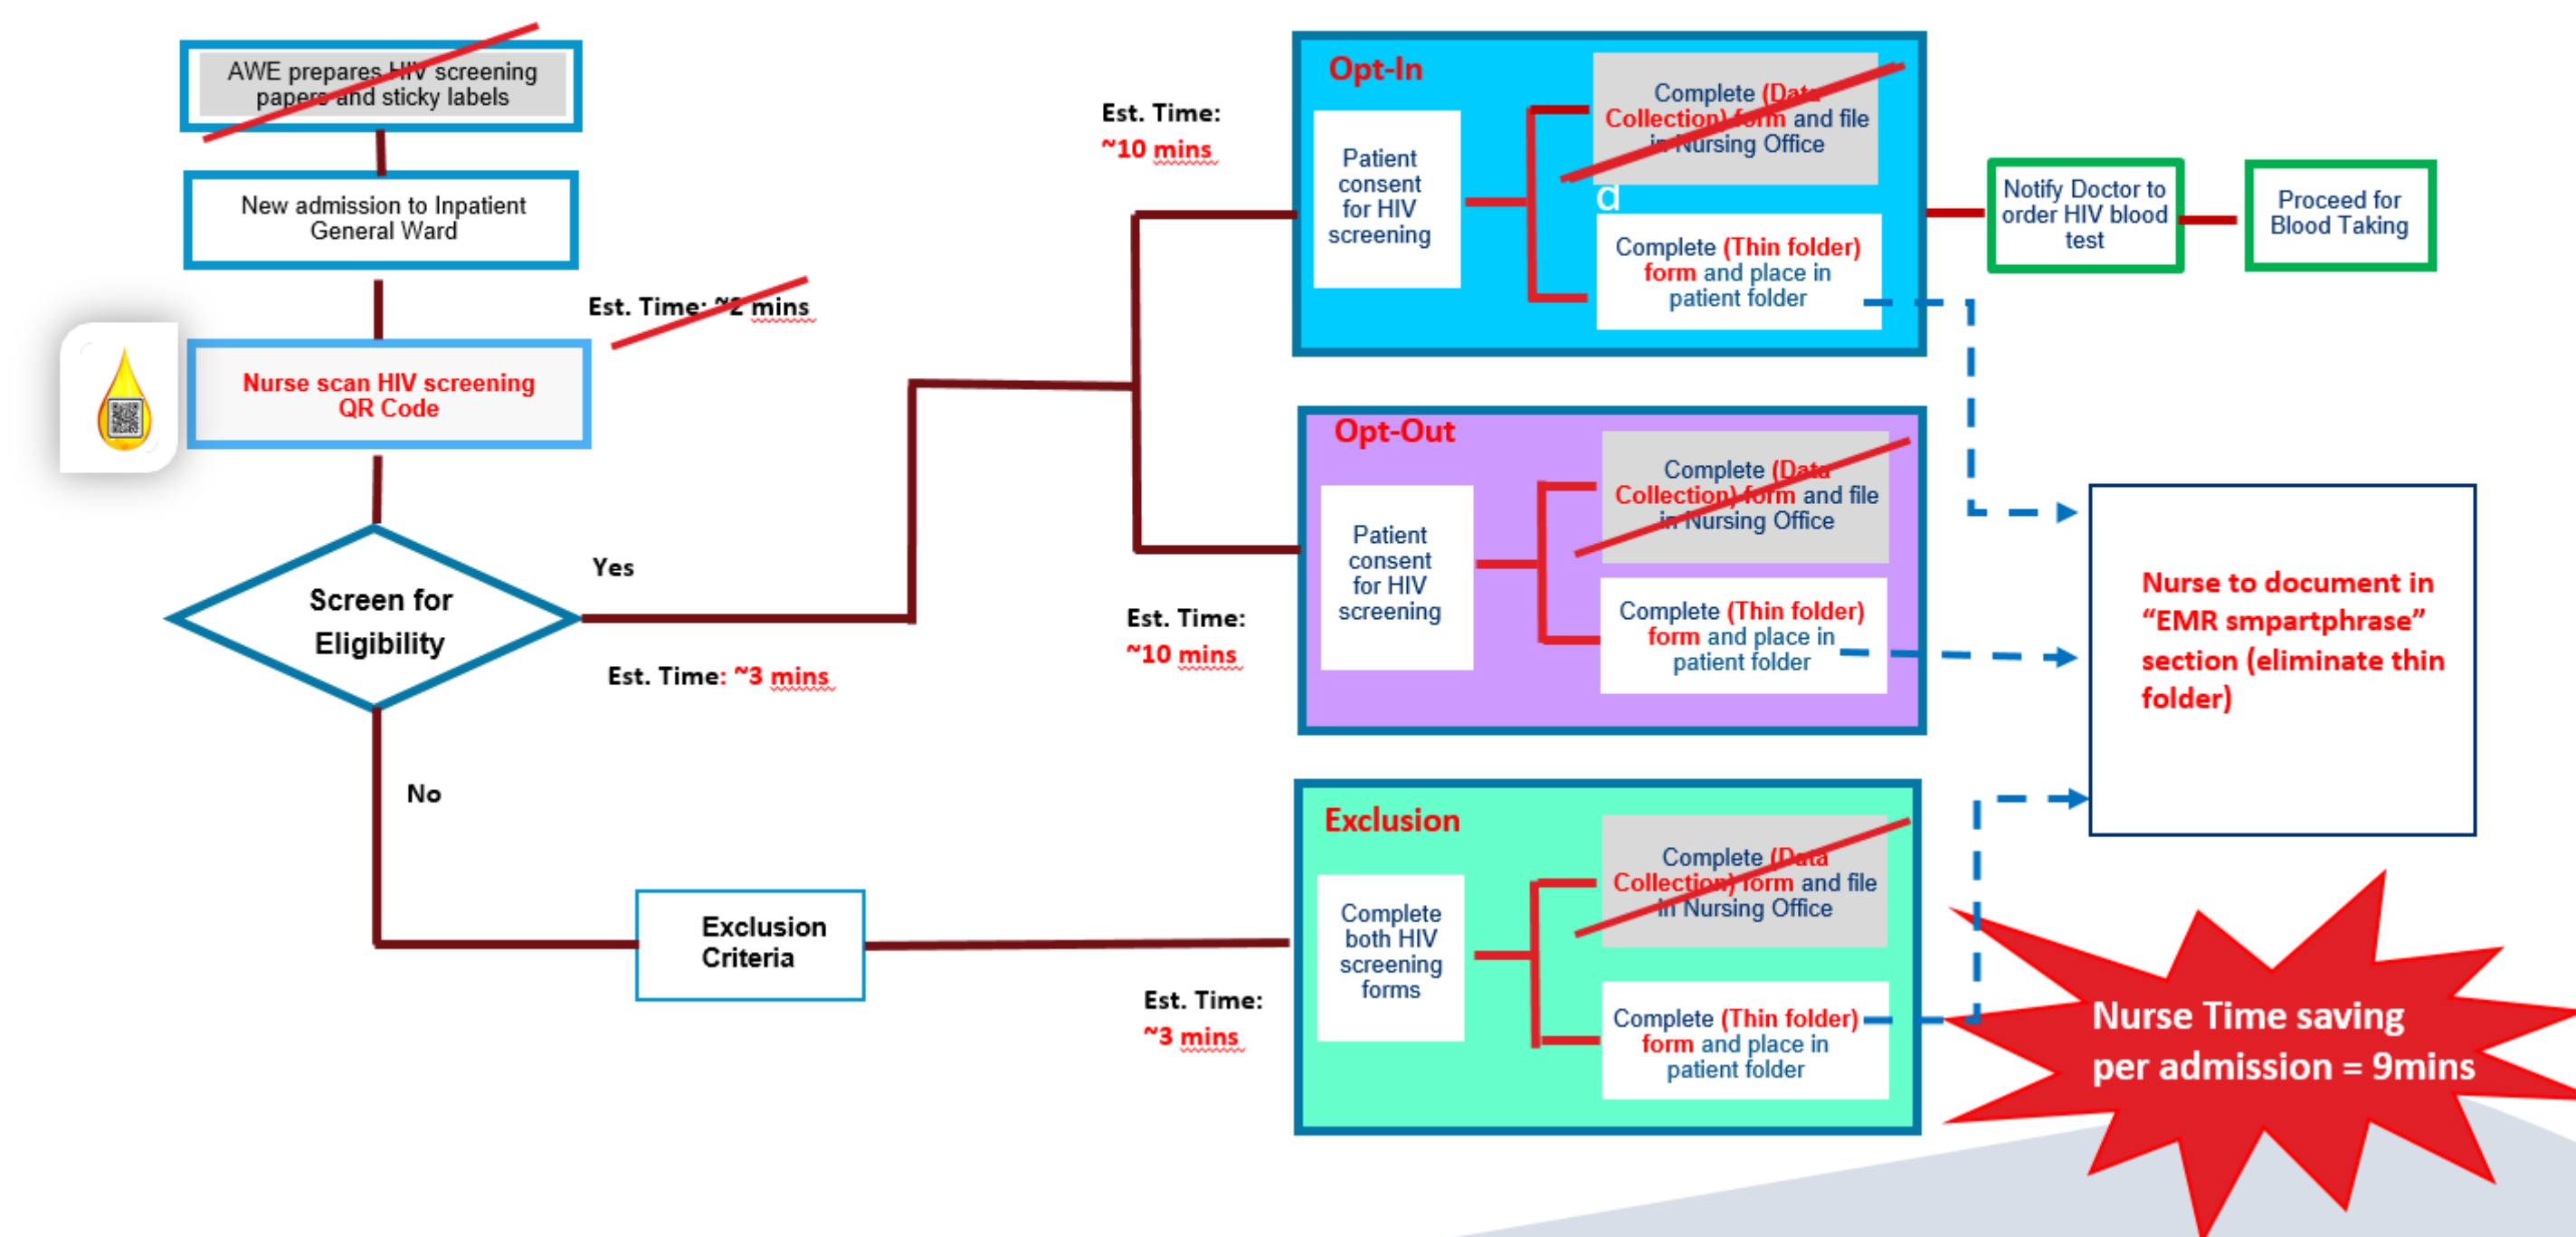 AWE prepares HIV screening
papers and sticky labels
New admission to Inpatient
General Ward
Est. Time: ~2 mins
Nurse scan HIV screening
QR Code
Screen for
Eligibility
Yes
Est. Time: ~3 mins
No
Exclusion
Criteria
Est. Time:
~10 mins
Opt-In
Patient
consent
for HIV
screening
Complete (Data
Collection) form and file
in Nursing Office
d
Complete (Thin folder)
form and place in
patient folder
Notify Doctor to
order HIV blood
test
Proceed for
Blood Taking
Est. Time:
~10 mins
Opt-Out
Patient
consent
for HIV
screening
Complete (Data
Collection) form and file
in Nursing Office
Complete (Thin folder)
form and place in
patient folder
Nurse to document in
“EMR smpartphrase”
section (eliminate thin
folder)
Est. Time:
~3 mins
Exclusion
Complete
both HIV
screening
forms
Complete (Data
Collection) form and file
in Nursing Office
Complete (Thin folder)
form and place in
patient folder
Nurse Time saving
per admission = 9mins